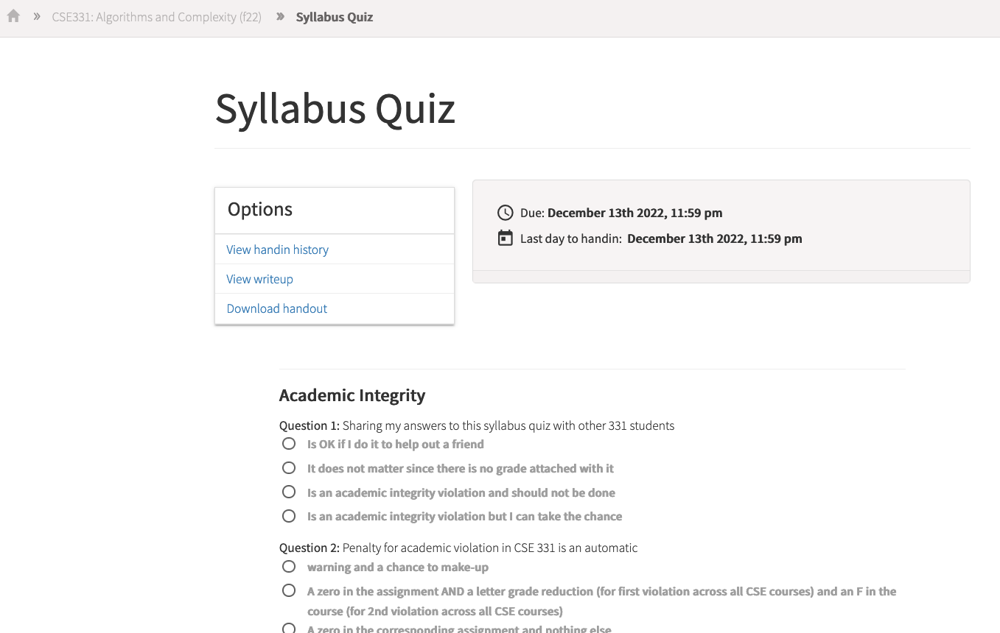 » CSE331: Algorithms and Complexity (f22) » Syllabus Quiz
Syllabus Quiz
Options
View handin history
View writeup
Download handout
Due: December 13th 2022, 11:59 pm
Last day to handin: December 13th 2022, 11:59 pm
Academic Integrity
Question 1: Sharing my answers to this syllabus quiz with other 331 students
Is OK if I do it to help out a friend
It does not matter since there is no grade attached with it
Is an academic integrity violation and should not be done
Is an academic integrity violation but I can take the chance
Question 2: Penalty for academic violation in CSE 331 is an automatic
warning and a chance to make-up
A zero in the assignment AND a letter grade reduction (for first violation across all CSE courses) and an F in the
course (for 2nd violation across all CSE courses)
A zero in the corresponding assignment and nothing else